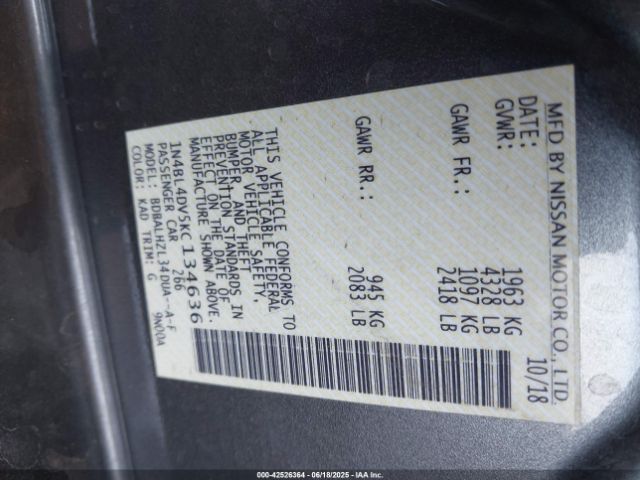 MFD BY NISSAN MOTOR CO., LTD.
DATE: 10/18
GVWR: 1963 KG
4328 LB
GAWR FR.: 1097 KG
2418 LB
GAWR RR.: 945 KG
2083 LB
THIS VEHICLE CONFORMS TO
ALL APPLICABLE FEDERAL
MOTOR VEHICLE SAFETY,
BUMPER, AND THEFT
PREVENTION STANDARDS IN
EFFECT ON THE DATE OF
MANUFACTURE SHOWN ABOVE.
1N4BL4DV5KC134636
PASSENGER CAR 266
MODEL: BDBALHZL34DUA--A-F
COLOR: KAD TRIM: G 9N00A
000-42526364 - 06/18/2025 - IAA Inc.